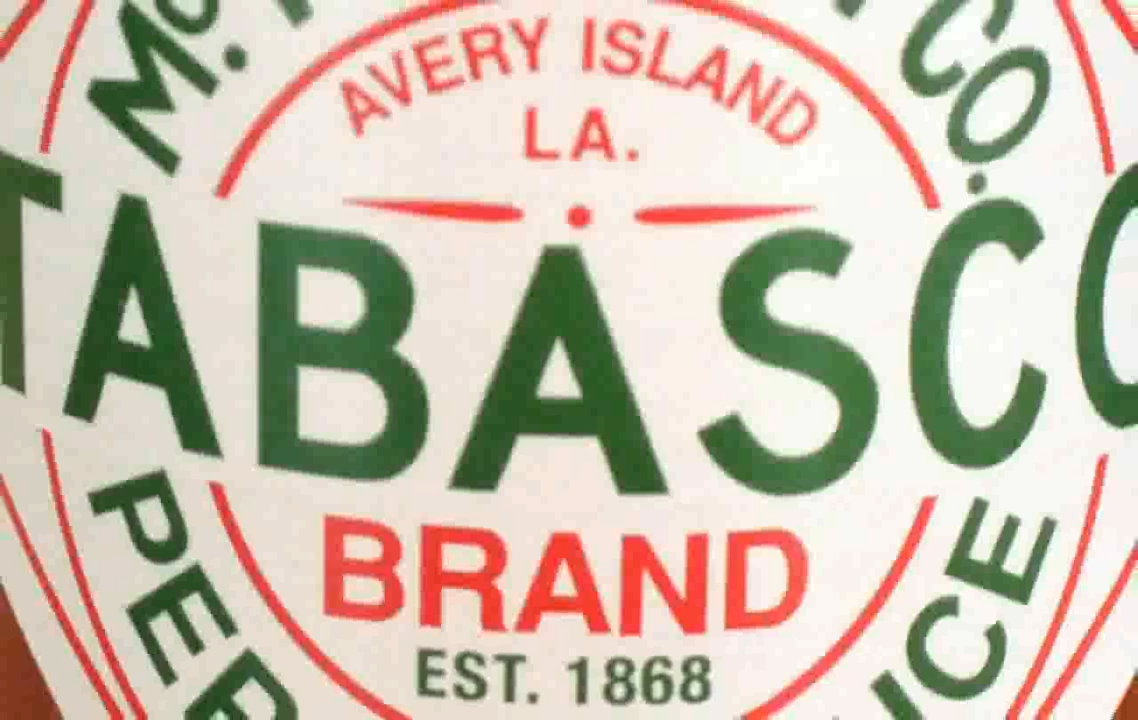 AVERY ISLAND
LA.
TABASCO
BRAND
EST. 1868